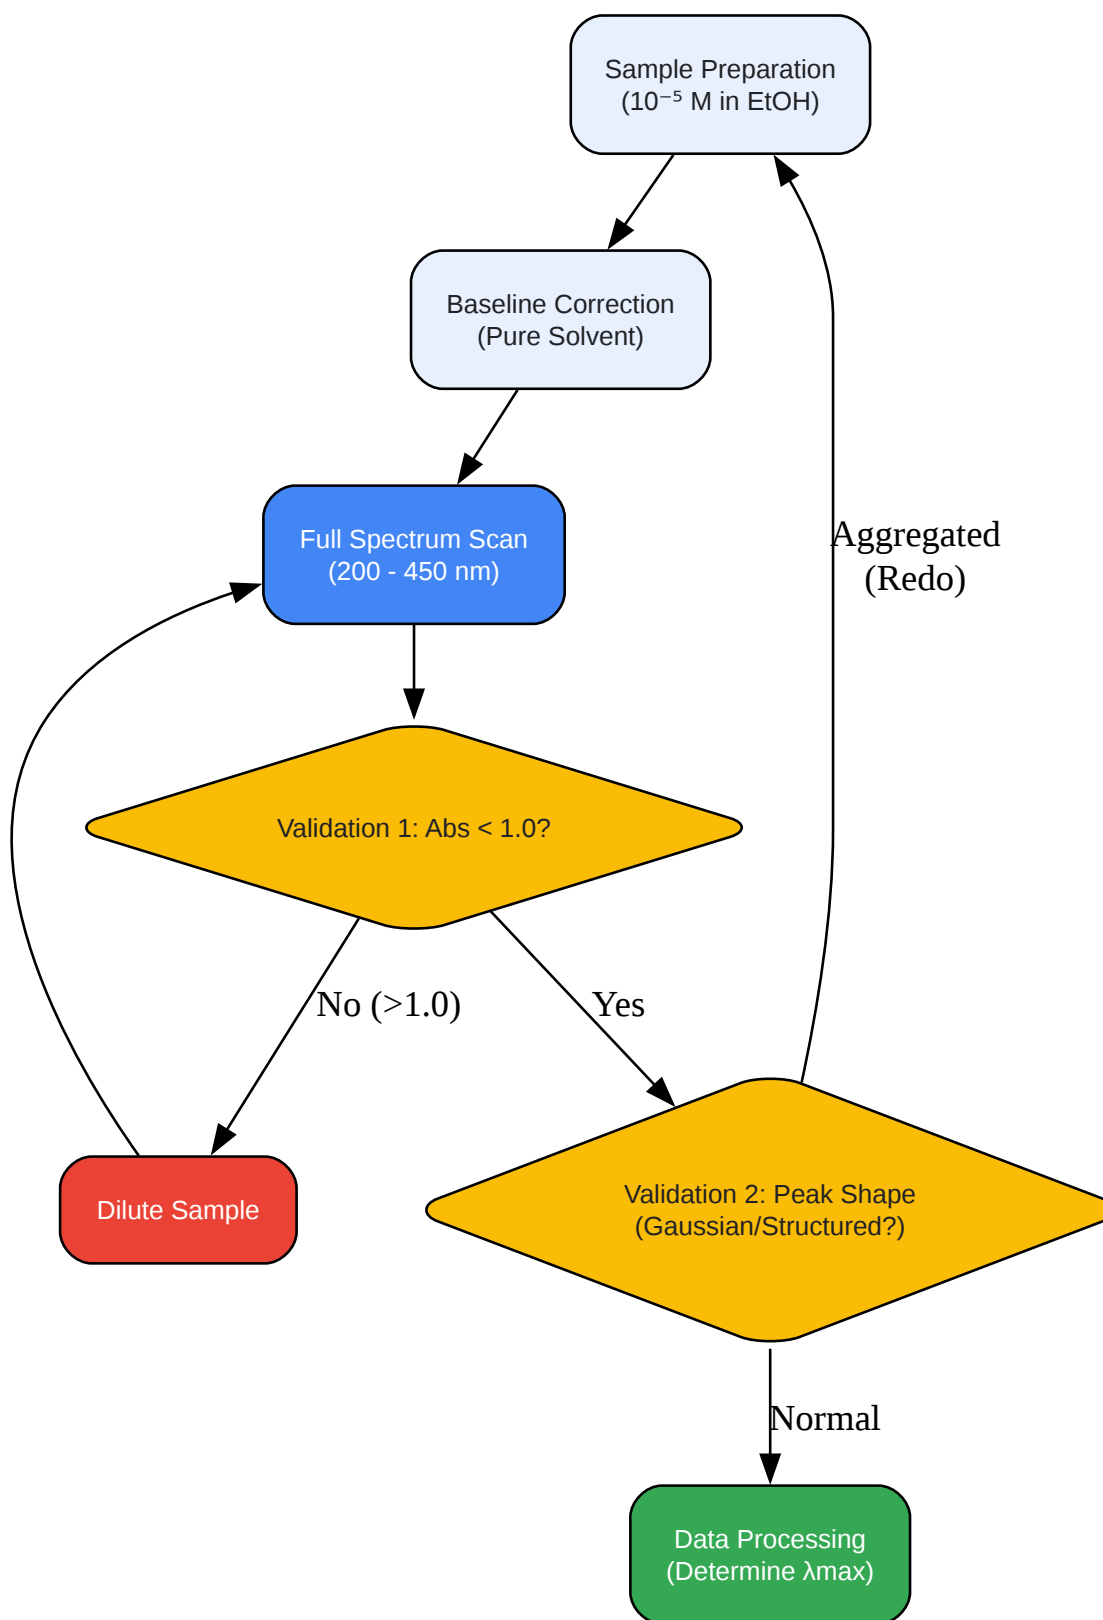 Sample Preparation
(10⁻⁵ M in EtOH)
Baseline Correction
(Pure Solvent)
Full Spectrum Scan
(200 - 450 nm)
Aggregated
(Redo)
Validation 1: Abs < 1.0?
No (>1.0)
Yes
Dilute Sample
Validation 2: Peak Shape
(Gaussian/Structured?)
Normal
Data Processing
(Determine λmax)